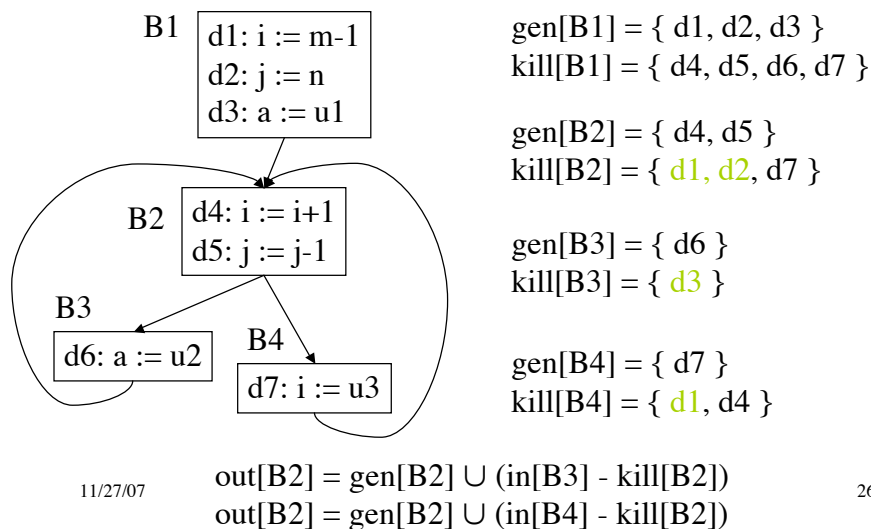 B1
d1: i := m-1
d2: j := n
d3: a := u1
B2
d4: i := i+1
d5: j := j-1
B3
d6: a := u2
B4
d7: i := u3
gen[B1] = { d1, d2, d3 }
kill[B1] = { d4, d5, d6, d7 }
gen[B2] = { d4, d5 }
kill[B2] = { d1, d2, d7 }
gen[B3] = { d6 }
kill[B3] = { d3 }
gen[B4] = { d7 }
kill[B4] = { d1, d4 }
out[B2] = gen[B2] ∪ (in[B3] - kill[B2])
out[B2] = gen[B2] ∪ (in[B4] - kill[B2])
11/27/07
26